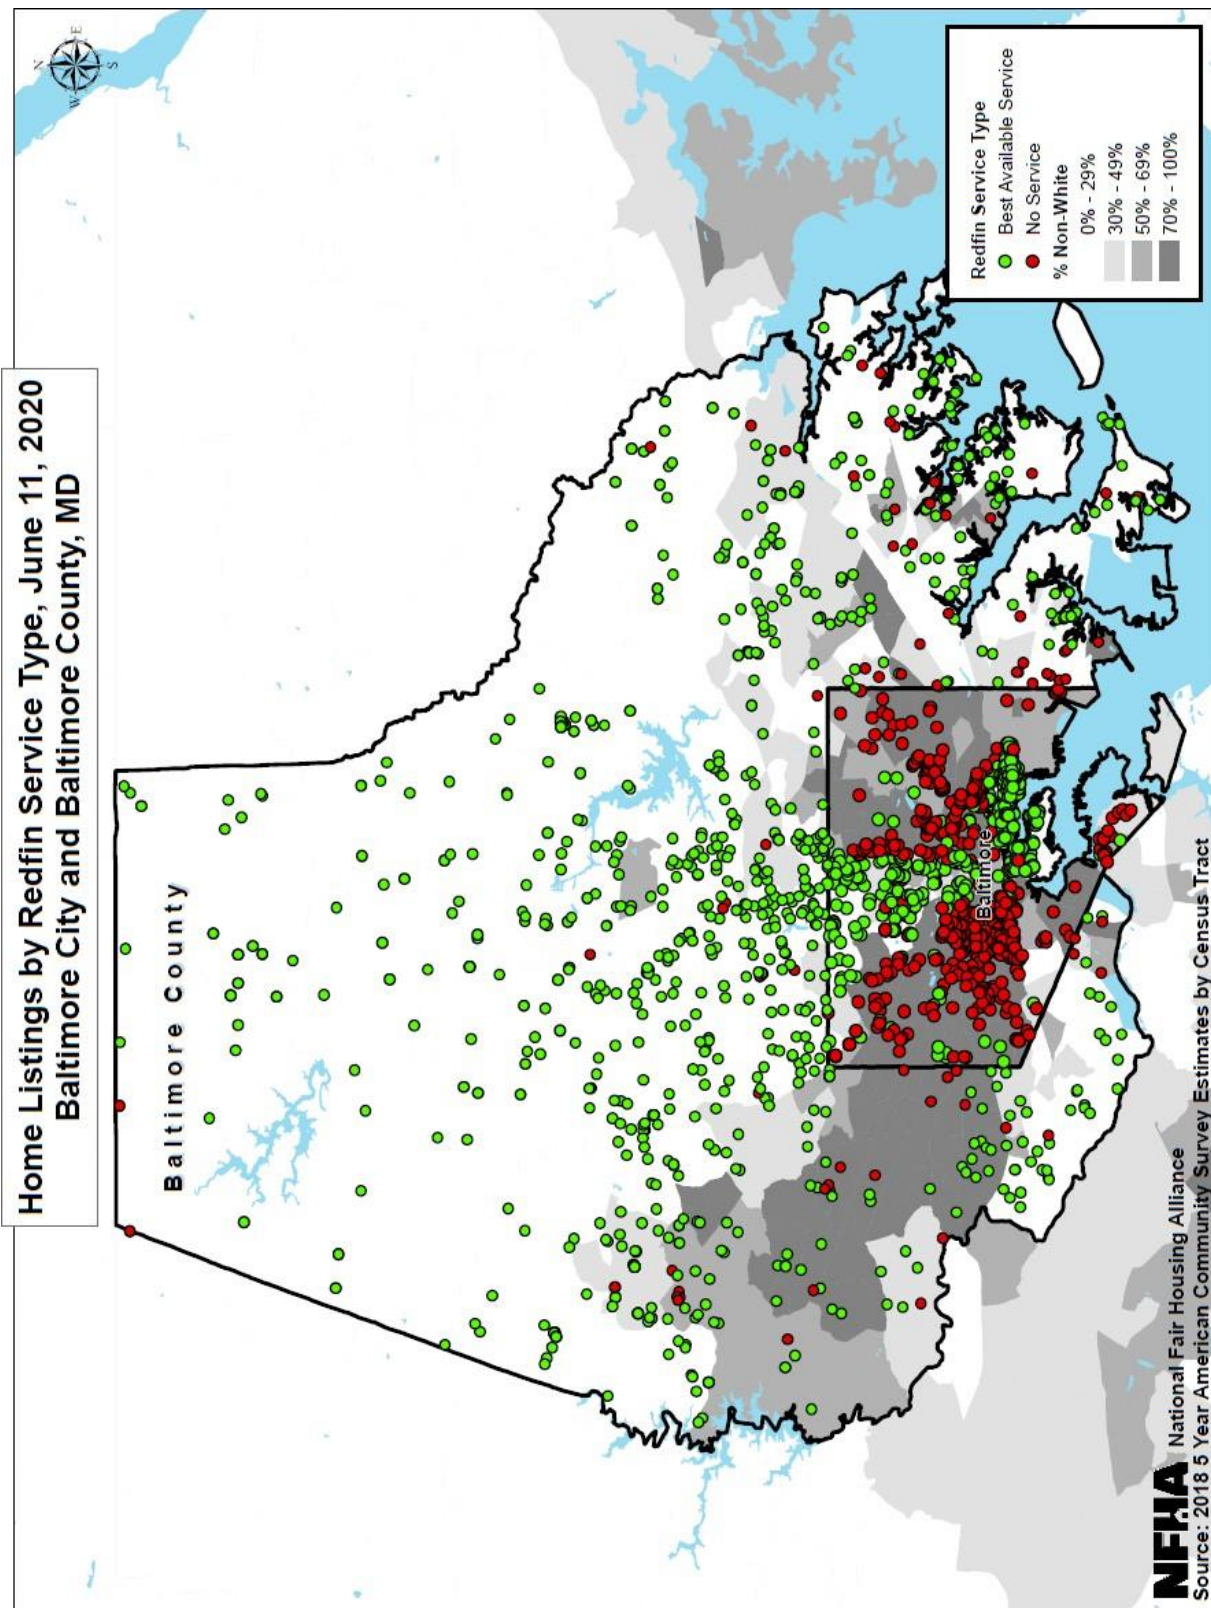 Home Listings by Redfin Service Type, June 11, 2020
Baltimore City and Baltimore County, MD
N
E
W
S
Baltimore County
Baltimore
Redfin Service Type
Best Available Service
No Service
% Non-White
0% - 29%
30% - 49%
50% - 69%
70% - 100%
NFHA National Fair Housing Alliance
Source: 2018 5 Year American Community Survey Estimates by Census Tract